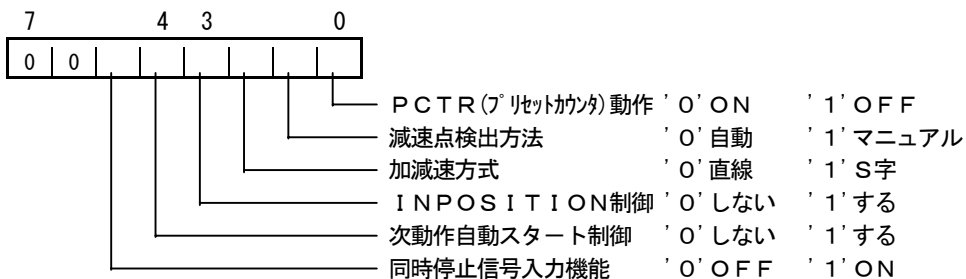 7 4 3 0
0 0
PCTR(プリセットカウンタ)動作 '0'ON '1'OFF
減速点検出方法 '0'自動 '1'マニュアル
加減速方式 '0'直線 '1'S字
INPOSITION制御 '0'しない '1'する
次動作自動スタート制御 '0'しない '1'する
同時停止信号入力機能 '0'OFF '1'ON